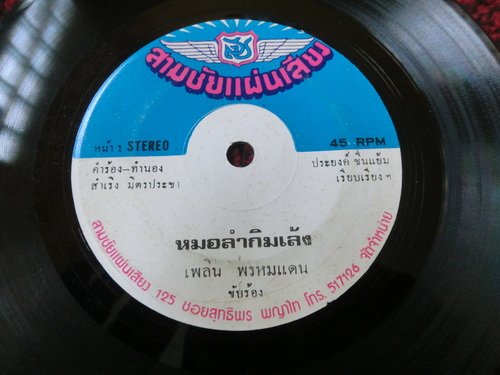 สามชัยแผ่นเสียง
หน้า 1 STEREO
45 RPM
คำร้อง-ทำนอง
สำเริง มิตรประชา
ประยงค์ ชื่นแย้ม
เรียบเรียงฯ
หมอลำกิมเล้ง
เพลิน พรหมแดน
ขับร้อง
สามชัยแผ่นเสียง 125 ซอยสุทธิพร พญาไท โทร. 517126 จัดจำหน่าย